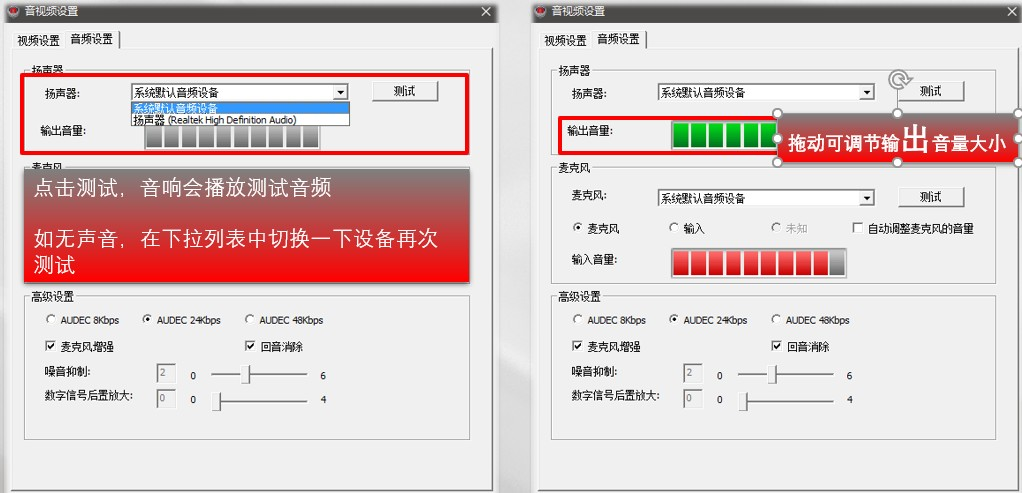 音视频设置
视频设置 音频设置
扬声器
扬声器: 系统默认音频设备 测试
系统默认音频设备
扬声器 (Realtek High Definition Audio)
输出音量:
麦克风
点击测试，音响会播放测试音频
如无声音，在下拉列表中切换一下设备再次
测试
高级设置
AUDEC 8Kbps AUDEC 24Kbps AUDEC 48Kbps
麦克风增强 回音消除
噪音抑制: 2 0 6
数字信号后置放大: 0 0 4
音视频设置
视频设置 音频设置
扬声器
扬声器: 系统默认音频设备 测试
输出音量:
拖动可调节输出音量大小
麦克风
麦克风: 系统默认音频设备 测试
麦克风 输入 未知 自动调整麦克风的音量
输入音量:
高级设置
AUDEC 8Kbps AUDEC 24Kbps AUDEC 48Kbps
麦克风增强 回音消除
噪音抑制: 2 0 6
数字信号后置放大: 0 0 4